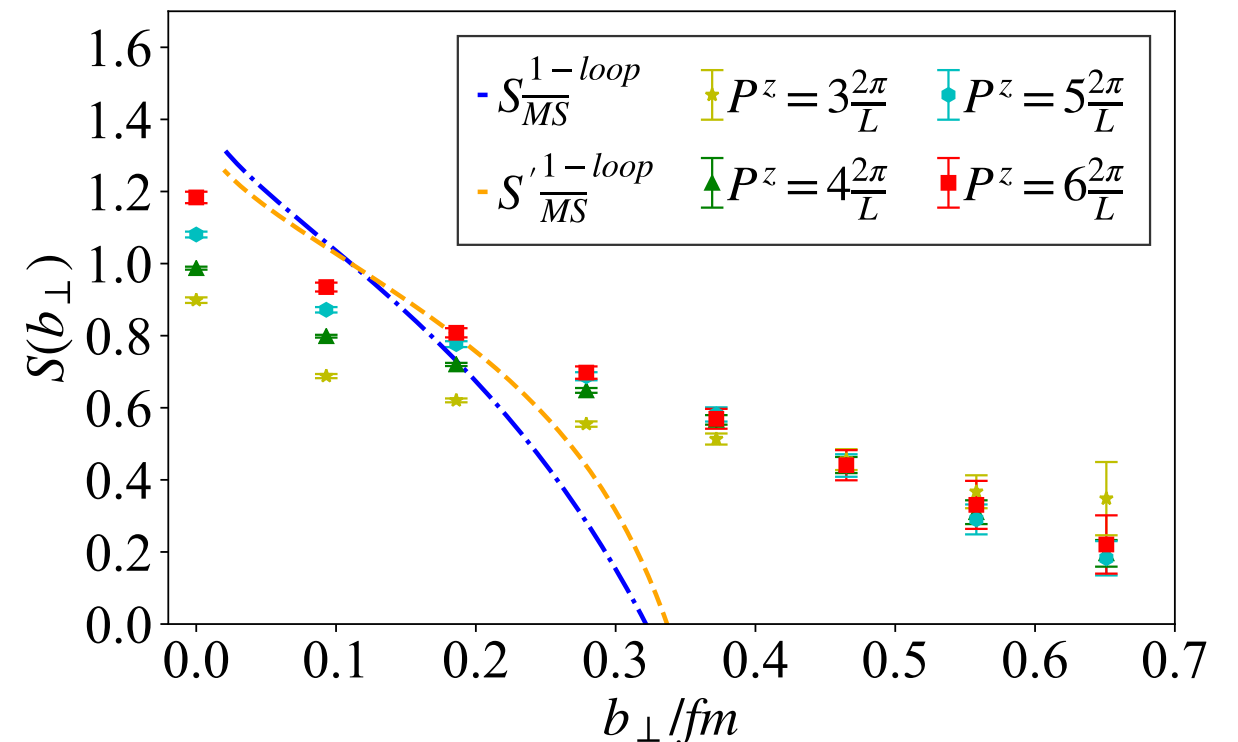 S 1-loop MS
P^z = 3 2π/L
P^z = 5 2π/L
S' 1-loop MS
P^z = 4 2π/L
P^z = 6 2π/L
S(b⊥)
1.6
1.4
1.2
1.0
0.8
0.6
0.4
0.2
0.0
0.0 0.1 0.2 0.3 0.4 0.5 0.6 0.7
b⊥/fm